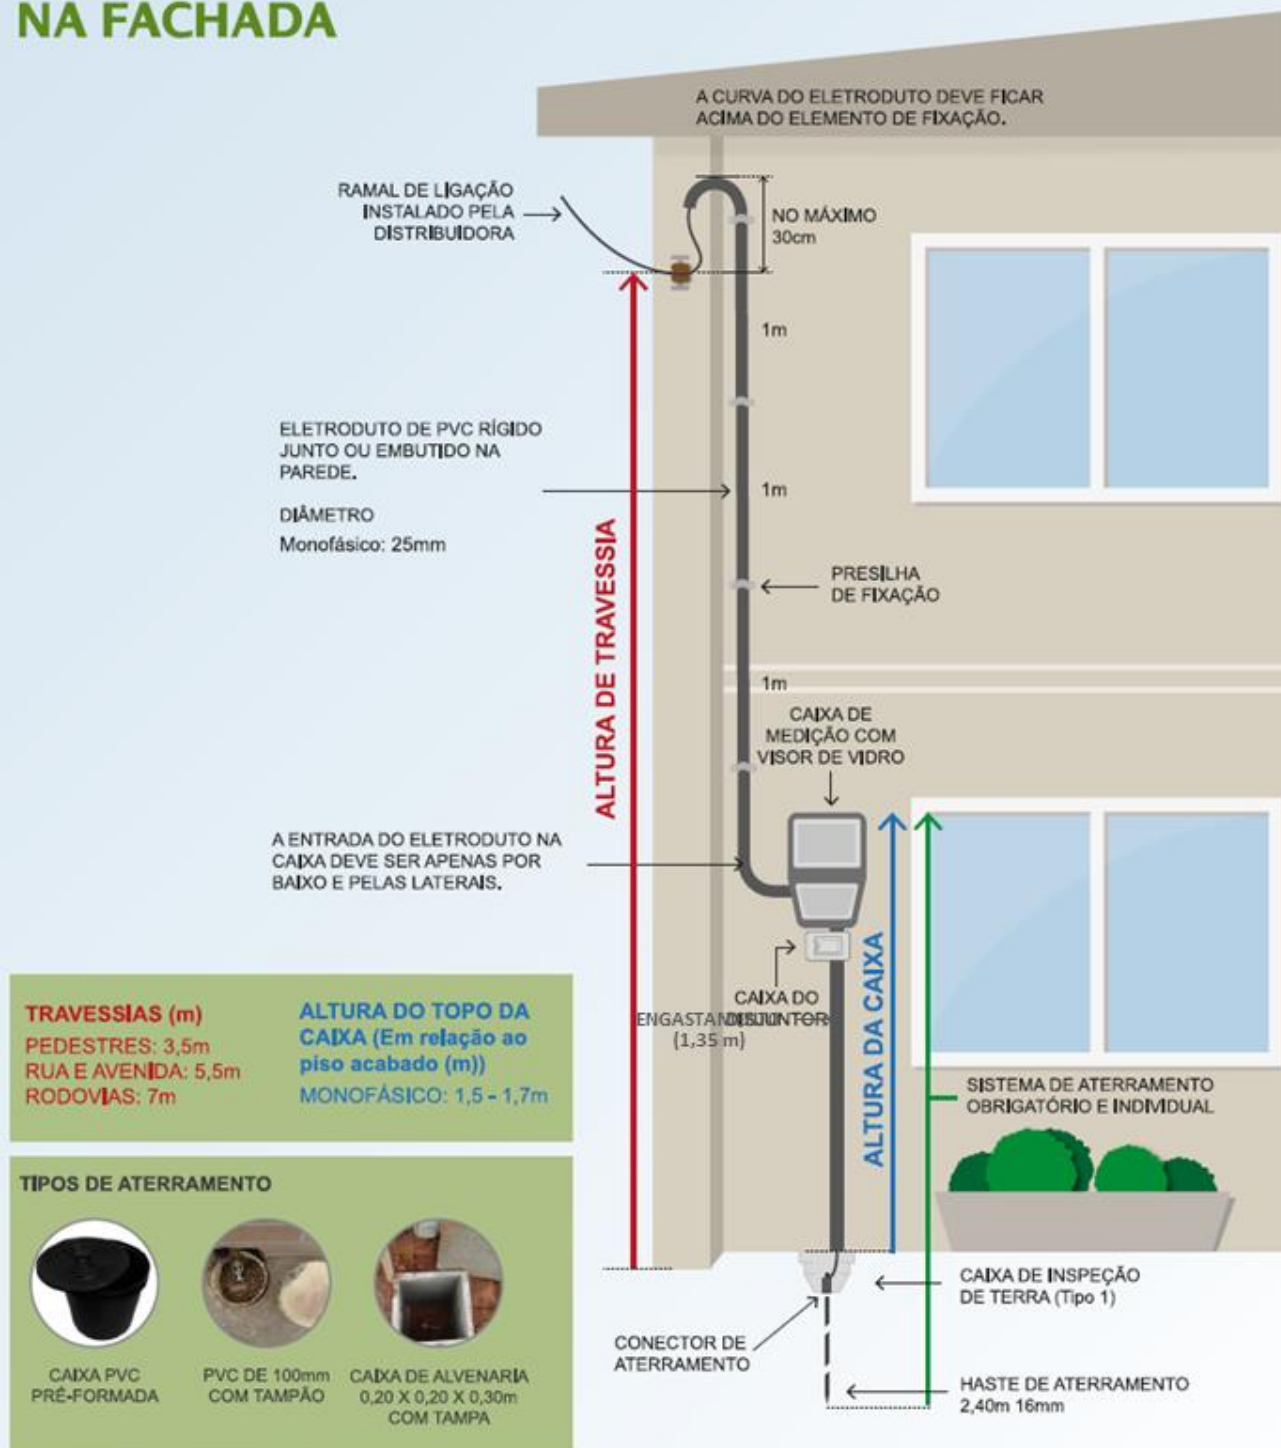 NA FACHADA
A CURVA DO ELETRODUTO DEVE FICAR
ACIMA DO ELEMENTO DE FIXAÇÃO.
RAMAL DE LIGAÇÃO
INSTALADO PELA
DISTRIBUIDORA
NO MÁXIMO
30cm
1m
ELETRODUTO DE PVC RÍGIDO
JUNTO OU EMBUTIDO NA
PAREDE.
DIÂMETRO
Monofásico: 25mm
1m
ALTURA DE TRAVESSIA
PRESILHA
DE FIXAÇÃO
1m
CAIXA DE
MEDIÇÃO COM
VISOR DE VIDRO
A ENTRADA DO ELETRODUTO NA
CAIXA DEVE SER APENAS POR
BAIXO E PELAS LATERAIS.
ALTURA DA CAIXA
CAIXA DO
DISJUNTOR
(1,35 m)
TRAVESSIAS (m)
PEDESTRES: 3,5m
RUA E AVENIDA: 5,5m
RODOVIAS: 7m
ALTURA DO TOPO DA
CAIXA (Em relação ao
piso acabado (m))
MONOFÁSICO: 1,5 - 1,7m
SISTEMA DE ATERRAMENTO
OBRIGATÓRIO E INDIVIDUAL
TIPOS DE ATERRAMENTO
CAIXA PVC
PRÉ-FORMADA
PVC DE 100mm
COM TAMPÃO
CAIXA DE ALVENARIA
0,20 X 0,20 X 0,30m
COM TAMPA
CAIXA DE INSPEÇÃO
DE TERRA (Tipo 1)
CONECTOR DE
ATERRAMENTO
HASTE DE ATERRAMENTO
2,40m 16mm